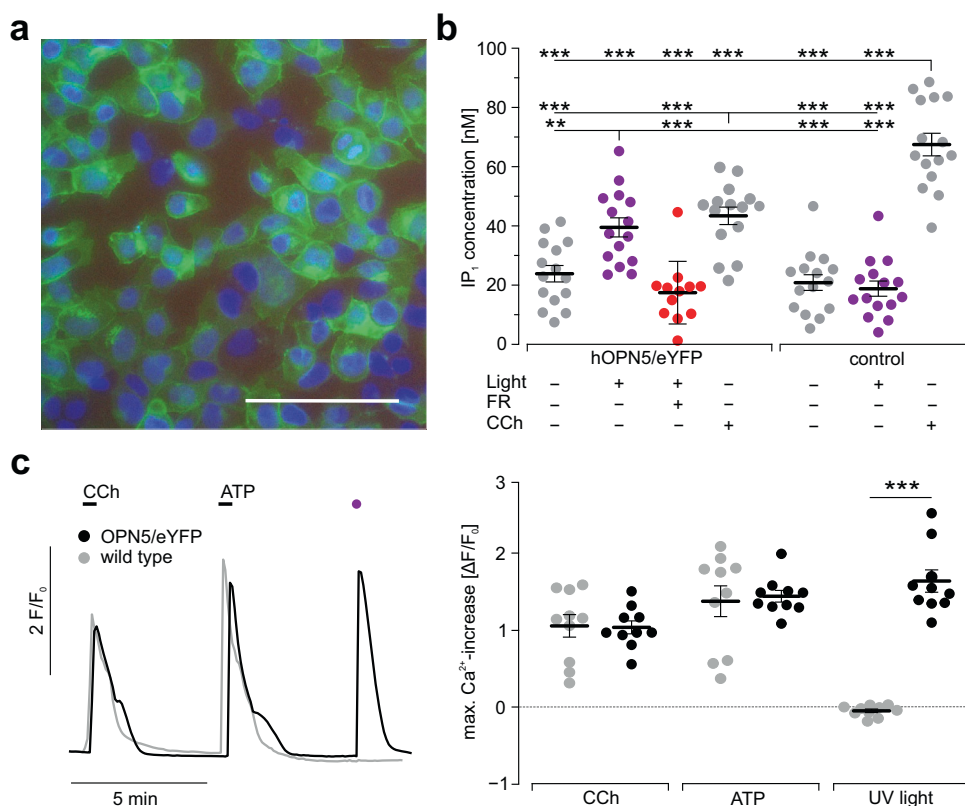 a
b
100
80
60
40
20
0
IP₁ concentration [nM]
*** *** *** *** *** ***
*** *** *** ***
** *** *** ***
hOPN5/eYFP control
Light – + + – – + –
FR – – + – – – –
CCh – – – + – – +
c
CCh ATP
OPN5/eYFP
wild type
2 F/F₀
5 min
3
2
1
0
−1
max. Ca²⁺-increase [ΔF/F₀]
***
CCh ATP UV light